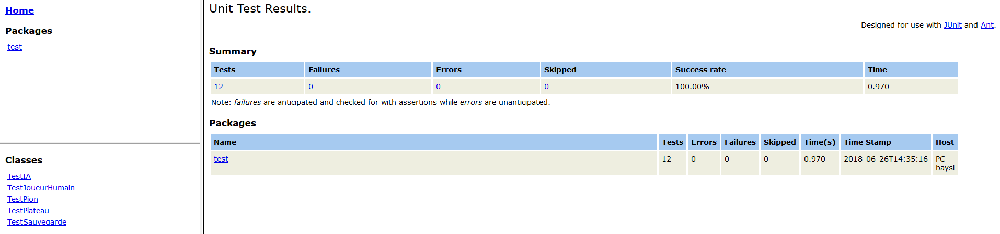 Home
Packages
test
Classes
TestIA
TestJoueurHumain
TestPion
TestPlateau
TestSauvegarde
Unit Test Results.
Designed for use with JUnit and Ant.
Summary
Tests Failures Errors Skipped Success rate Time
12 0 0 0 100.00% 0.970
Note: failures are anticipated and checked for with assertions while errors are unanticipated.
Packages
Name Tests Errors Failures Skipped Time(s) Time Stamp Host
test 12 0 0 0 0.970 2018-06-26T14:35:16 PC-
baysi